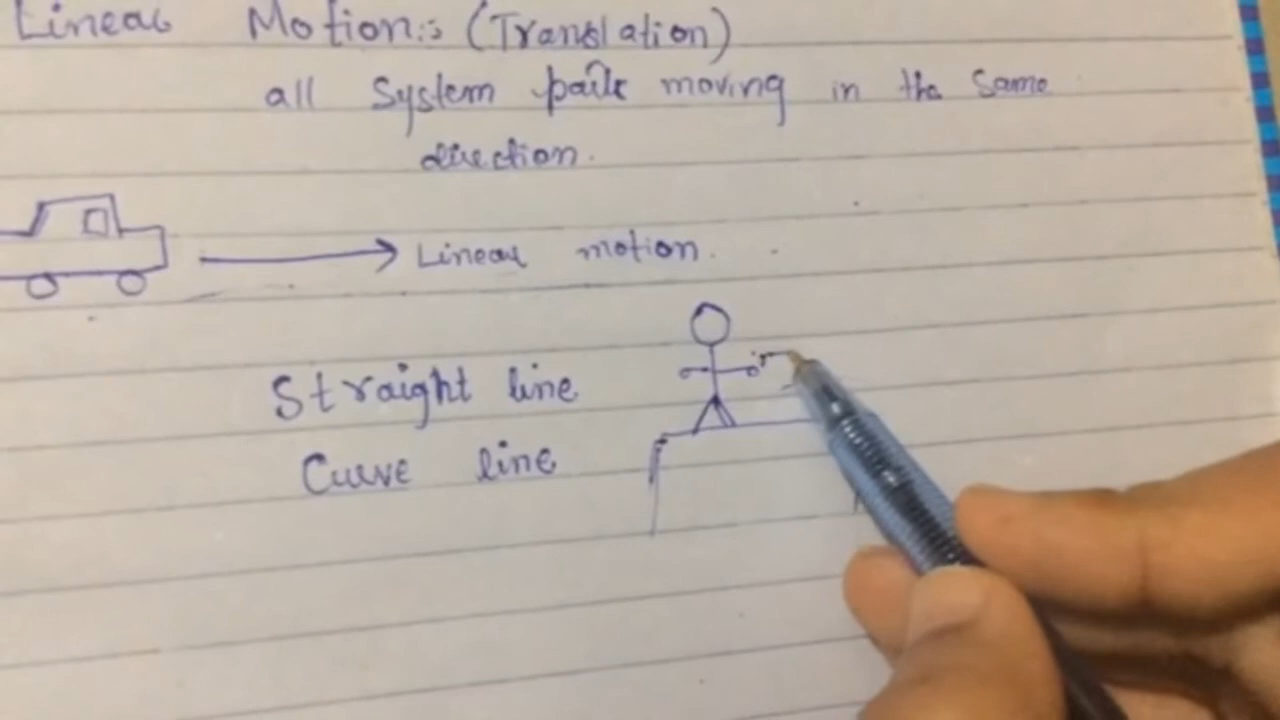 Linear Motion:: (Translation)
all System parts moving in the same
direction.
Linear motion.
Straight line
Curve line